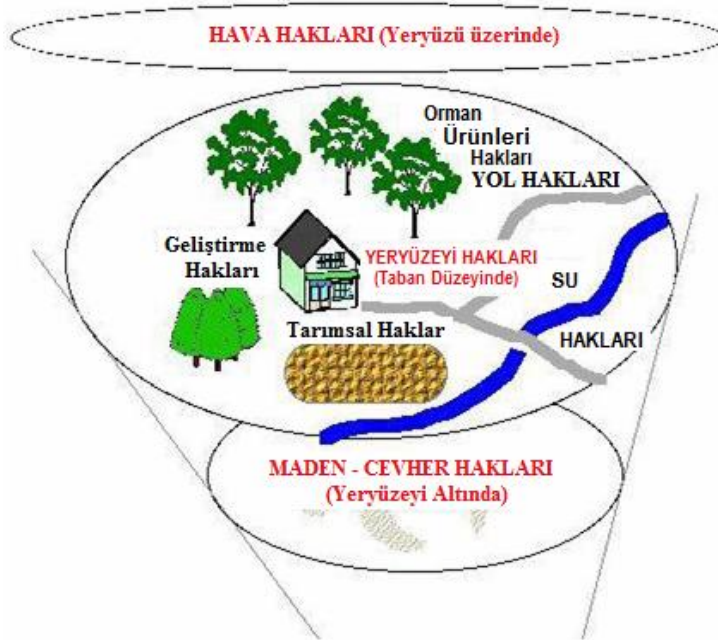 HAVA HAKLARI (Yeryüzü üzerinde)
Orman
Ürünleri
Hakları
YOL HAKLARI
Geliştirme
Hakları
YERYÜZEYİ HAKLARI
(Taban Düzeyinde)
SU
HAKLARI
Tarımsal Haklar
MADEN - CEVHER HAKLARI
(Yeryüzeyi Altında)